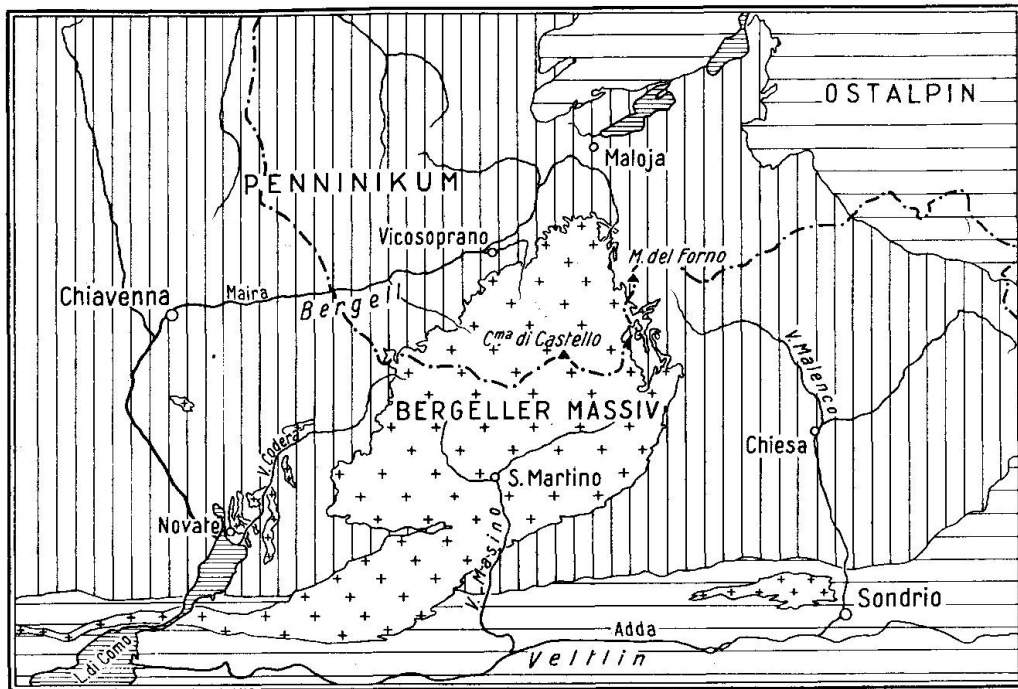 OSTALPIN
Maloja
PENNINIKUM
Vicosoprano
M. del Forno
Chiavenna
Maira
Bergell
Cma di Castello
V. Malenco
BERGELLER MASSIV
Chiesa
V. Codera
S. Martino
Novate
V. Masino
Sondrio
Adda
Veltlin
L. di Como